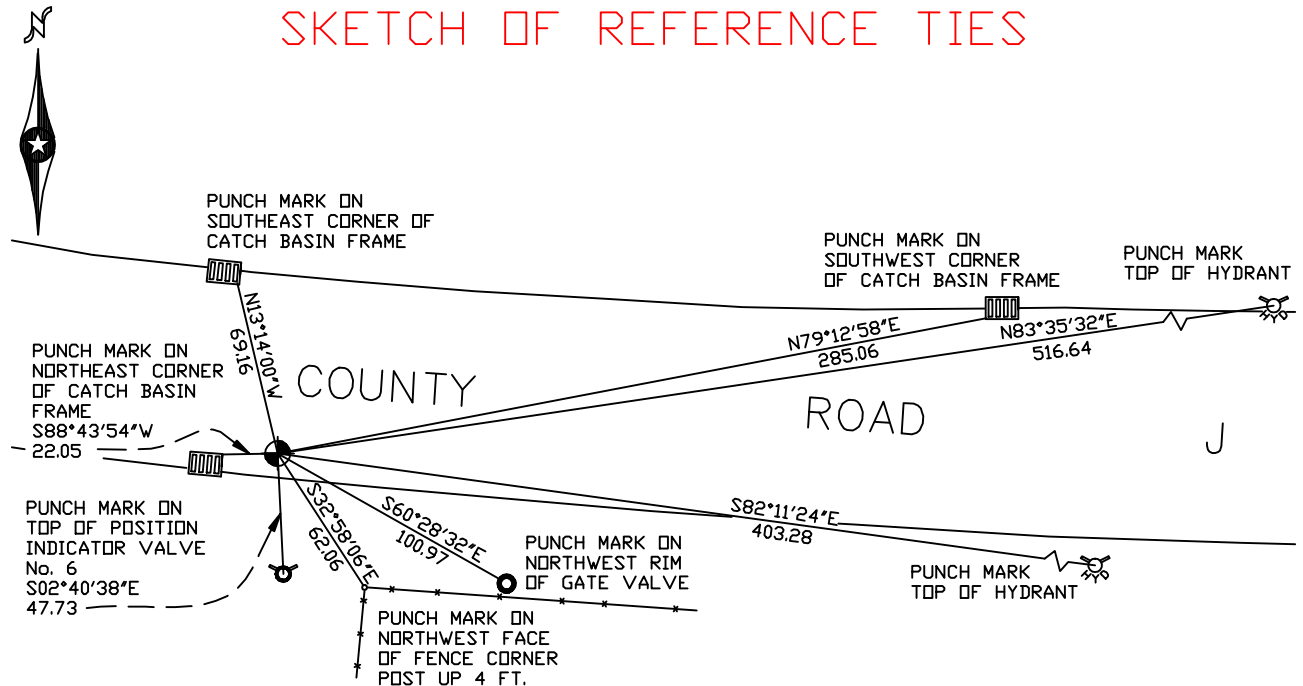 N
SKETCH OF REFERENCE TIES
PUNCH MARK ON
SOUTHEAST CORNER OF
CATCH BASIN FRAME
PUNCH MARK ON
SOUTHWEST CORNER
OF CATCH BASIN FRAME
PUNCH MARK
TOP OF HYDRANT
HYD
N13°14'00"W
69.16
N79°12'58"E
285.06
N83°35'32"E
516.64
PUNCH MARK ON
NORTHEAST CORNER
OF CATCH BASIN
FRAME
S88°43'54"W
22.05
COUNTY
ROAD
J
PUNCH MARK ON
TOP OF POSITION
INDICATOR VALVE
No. 6
S02°40'38"E
47.73
S32°58'06"E
62.06
S60°28'32"E
100.97
PUNCH MARK ON
NORTHWEST RIM
OF GATE VALVE
S82°11'24"E
403.28
PUNCH MARK
TOP OF HYDRANT
HYD
PUNCH MARK ON
NORTHWEST FACE
OF FENCE CORNER
POST UP 4 FT.